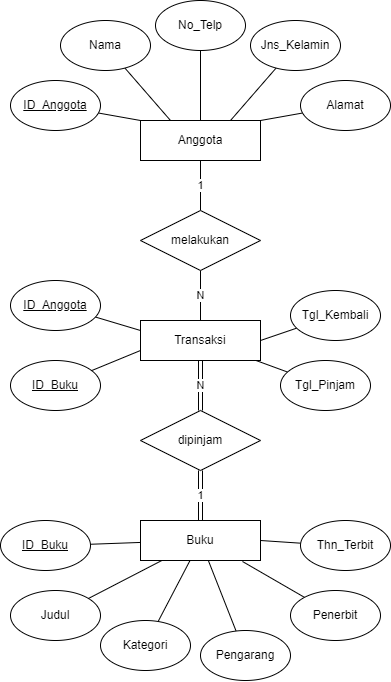 No_Telp
Nama
Jns_Kelamin
ID_Anggota
Alamat
Anggota
1
melakukan
N
ID_Anggota
Tgl_Kembali
Transaksi
ID_Buku
Tgl_Pinjam
N
dipinjam
1
Buku
ID_Buku
Thn_Terbit
Judul
Penerbit
Kategori
Pengarang